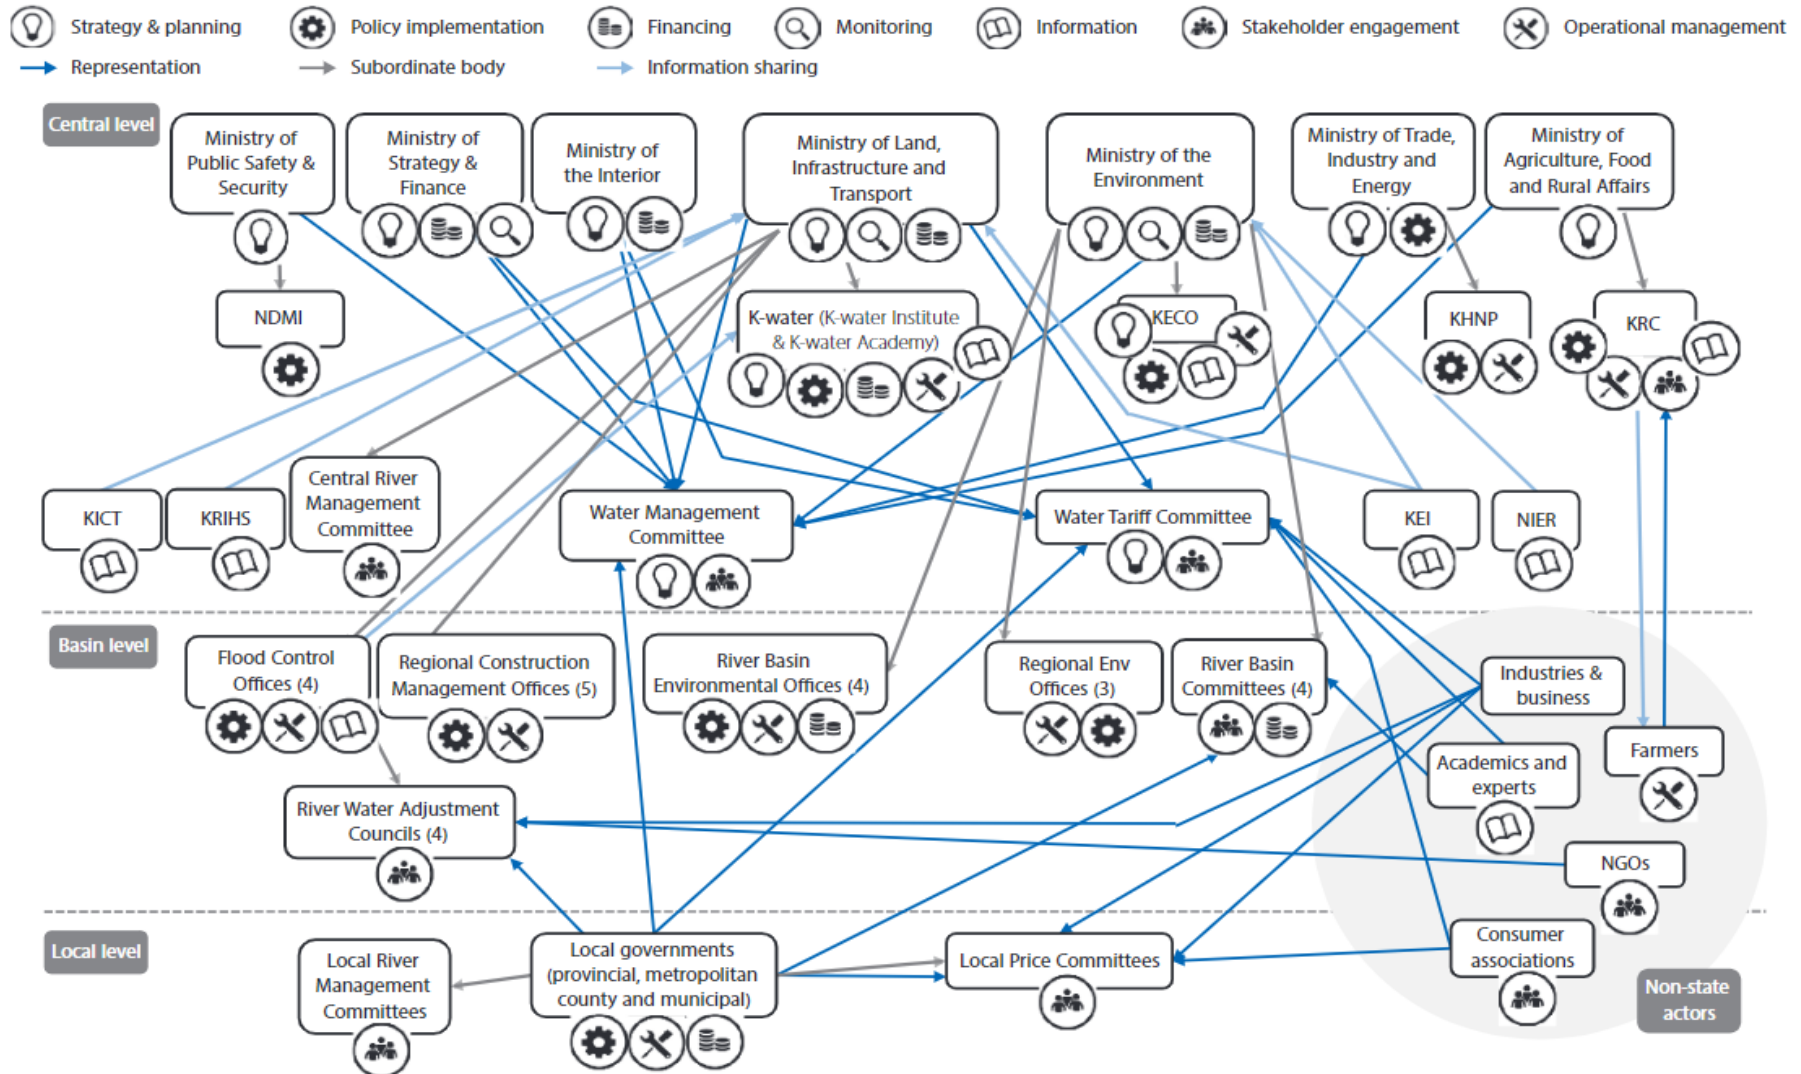 Strategy & planning
Policy implementation
Financing
Monitoring
Information
Stakeholder engagement
Operational management
Representation
Subordinate body
Information sharing
Central level
Ministry of
Public Safety &
Security
Ministry of
Strategy &
Finance
Ministry of
the Interior
Ministry of Land,
Infrastructure and
Transport
Ministry of the
Environment
Ministry of Trade,
Industry and
Energy
Ministry of
Agriculture, Food
and Rural Affairs
NDMI
K-water (K-water Institute
& K-water Academy)
KECO
KHNP
KRC
KICT
KRIHS
Central River
Management
Committee
Water Management
Committee
Water Tariff Committee
KEI
NIER
Basin level
Flood Control
Offices (4)
Regional Construction
Management Offices (5)
River Basin
Environmental Offices (4)
Regional Env
Offices (3)
River Basin
Committees (4)
Industries &
business
Academics and
experts
Farmers
River Water Adjustment
Councils (4)
NGOs
Local level
Local River
Management
Committees
Local governments
(provincial, metropolitan
county and municipal)
Local Price Committees
Consumer
associations
Non-state
actors